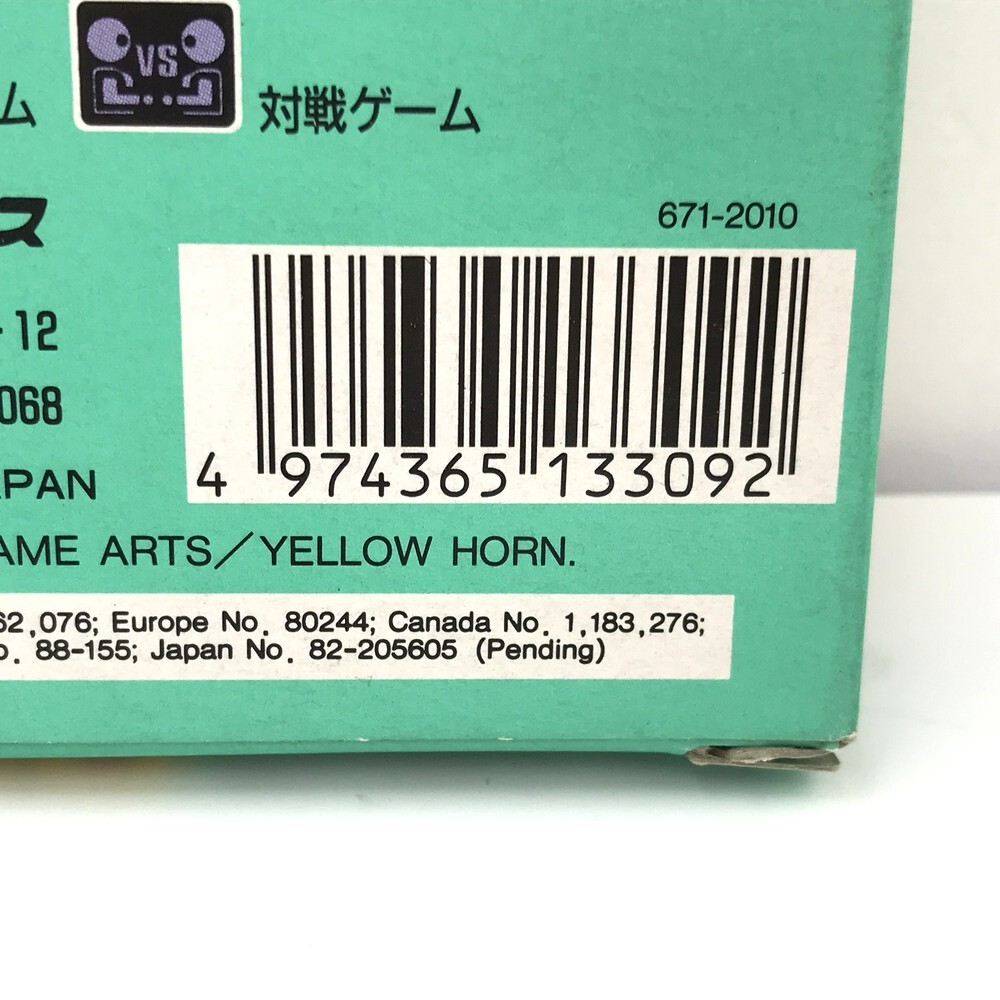 ム VS 対戦ゲーム
ス
671-2010
-12
068
4 974365 133092
APAN
AME ARTS/YELLOW HORN.
62,076; Europe No. 80244; Canada No. 1,183,276;
o. 88-155; Japan No. 82-205605 (Pending)